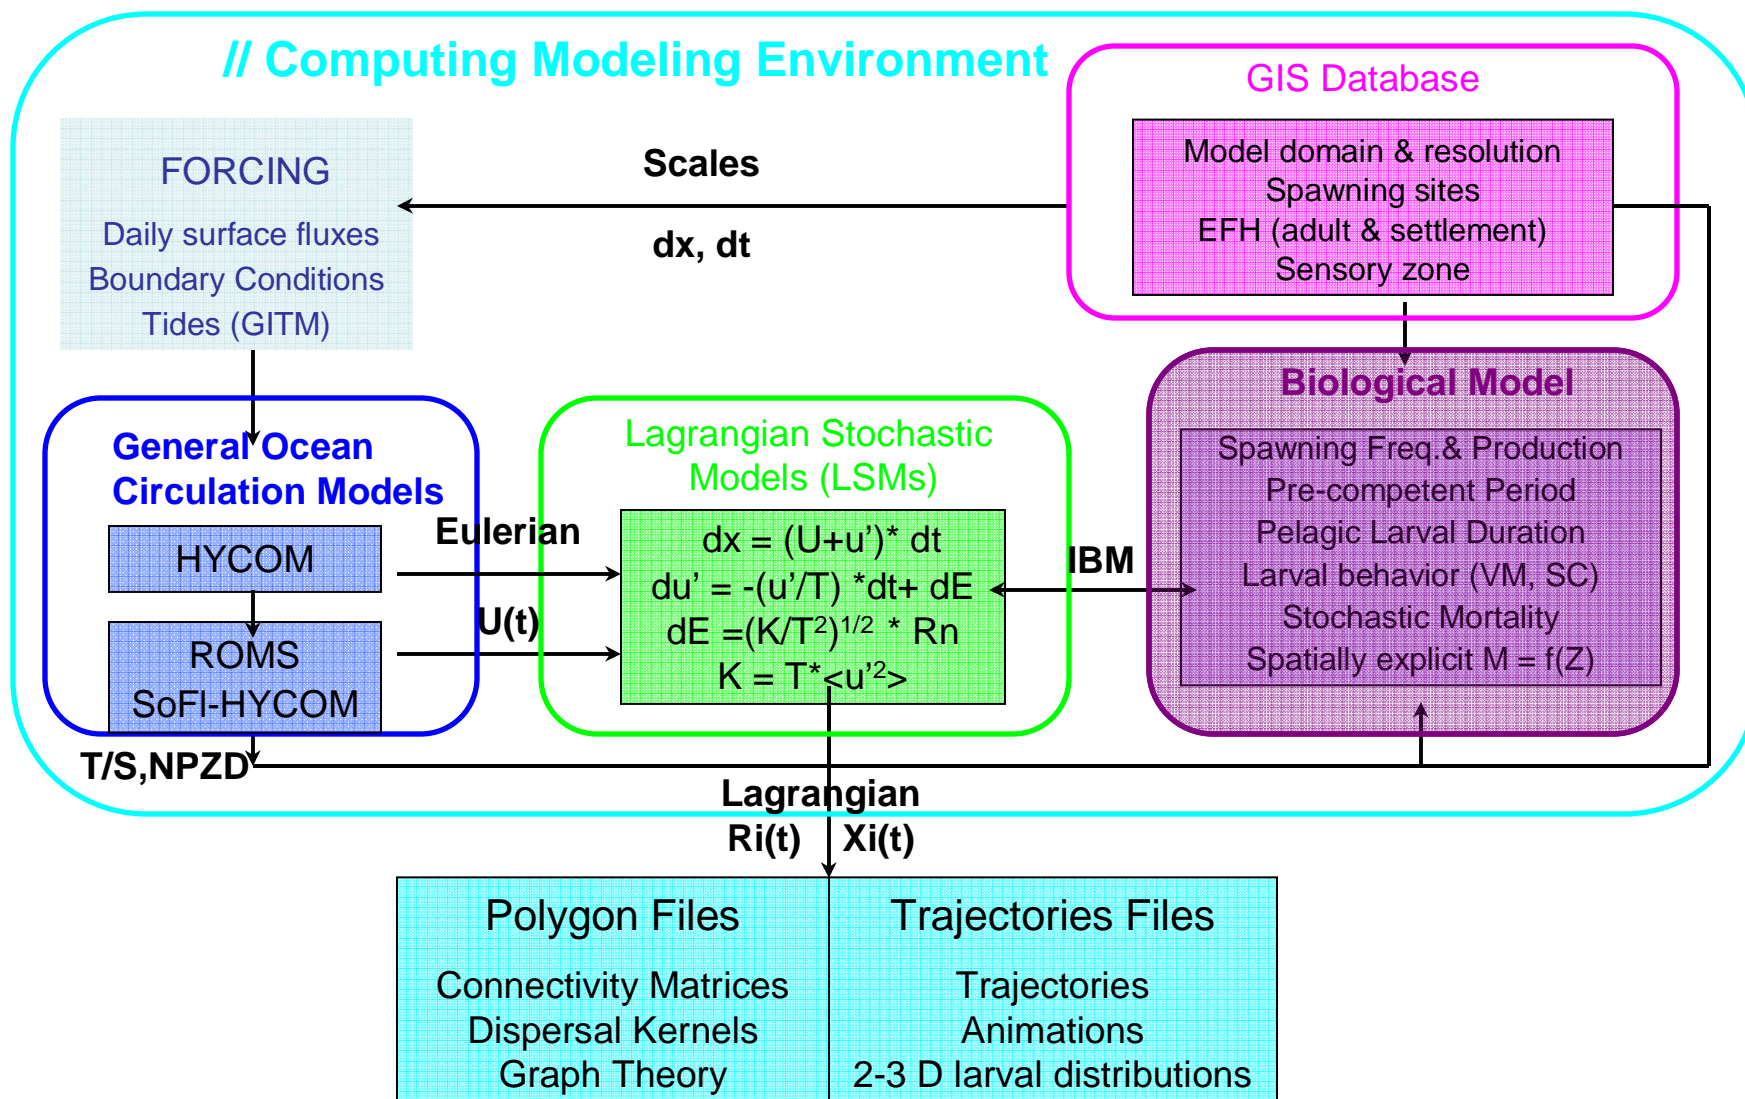 // Computing Modeling Environment
GIS Database
Model domain & resolution
Spawning sites
EFH (adult & settlement)
Sensory zone
Scales
dx, dt
FORCING
Daily surface fluxes
Boundary Conditions
Tides (GITM)
General Ocean
Circulation Models
HYCOM
ROMS
SoFl-HYCOM
T/S,NPZD
Eulerian
U(t)
Lagrangian Stochastic
Models (LSMs)
dx = (U+u’)* dt
du’ = -(u’/T) *dt+ dE
dE =(K/T²)¹/² * Rn
K = T*<u’²>
IBM
Biological Model
Spawning Freq.& Production
Pre-competent Period
Pelagic Larval Duration
Larval behavior (VM, SC)
Stochastic Mortality
Spatially explicit M = f(Z)
Lagrangian
Ri(t) Xi(t)
Polygon Files
Connectivity Matrices
Dispersal Kernels
Graph Theory
Trajectories Files
Trajectories
Animations
2-3 D larval distributions